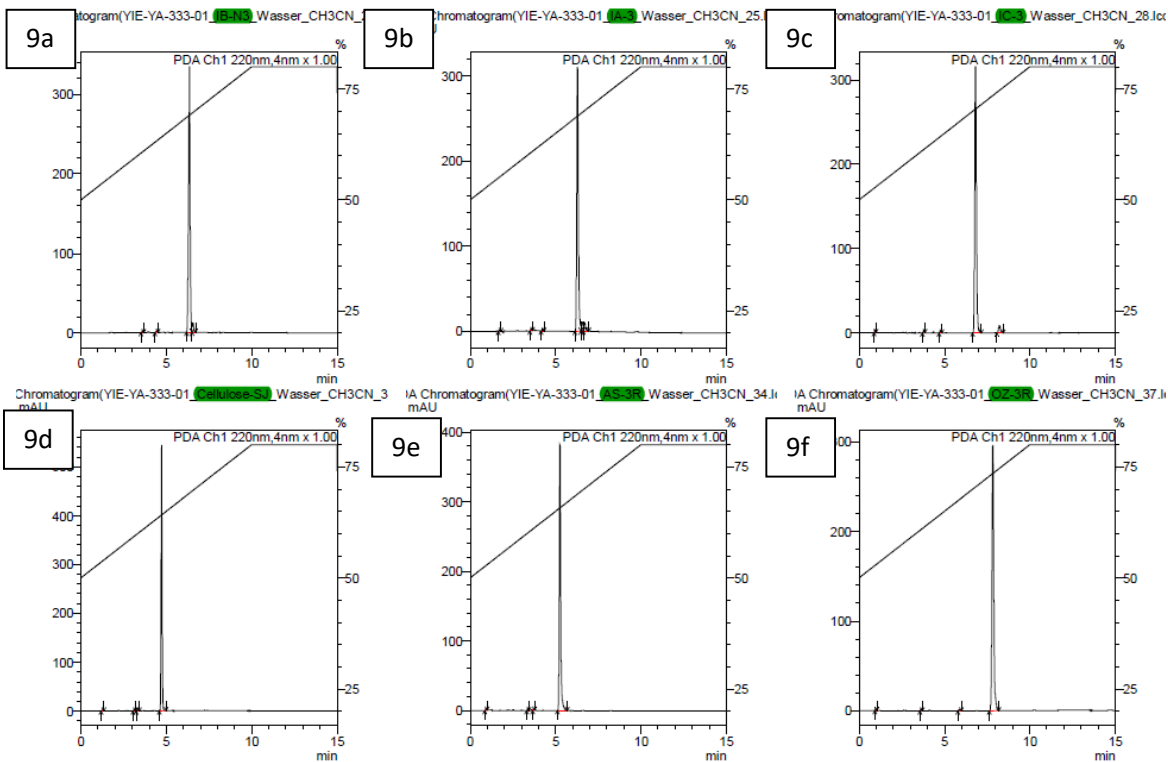 9a
9b
9c
atogram(YIE-YA-333-01_IB-N3_Wasser_CH3CN_
Chromatogram(YIE-YA-333-01_IA-3_Wasser_CH3CN_25.l
romatogram(YIE-YA-333-01_IC-3_Wasser_CH3CN_28.lcd
% % %
PDA Ch1 220nm,4nm x 1.00
PDA Ch1 220nm,4nm x 1.00
PDA Ch1 220nm,4nm x 1.00
300 75 300 75 300 75
200 50 200 50 200 50
100 25 100 25 100 25
0 0 0
0 5 10 15 0 5 10 15 0 5 10 15
min min min
Chromatogram(YIE-YA-333-01_Cellulose-SJ_Wasser_CH3CN_3
A Chromatogram(YIE-YA-333-01_AS-3R_Wasser_CH3CN_34.l
A Chromatogram(YIE-YA-333-01_OZ-3R_Wasser_CH3CN_37.l
mAU mAU mAU
9d
9e
9f
% % %
PDA Ch1 220nm,4nm x 1.00
PDA Ch1 220nm,4nm x 1.00
PDA Ch1 220nm,4nm x 1.00
75 400 75 75
400 300 200
300 50 50 50
200 200 100
100 25 100 25 25
0 0 0
0 5 10 15 0 5 10 15 0 5 10 15
min min min